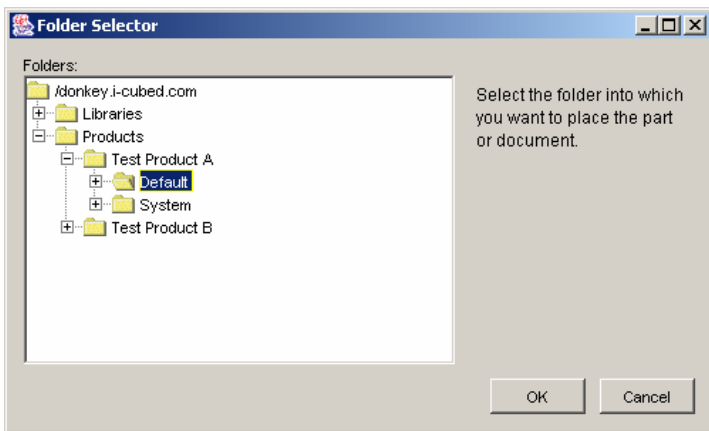 Folder Selector
Folders:
/donkey.i-cubed.com
Libraries
Products
Test Product A
Default
System
Test Product B
Select the folder into which
you want to place the part
or document.
OK
Cancel